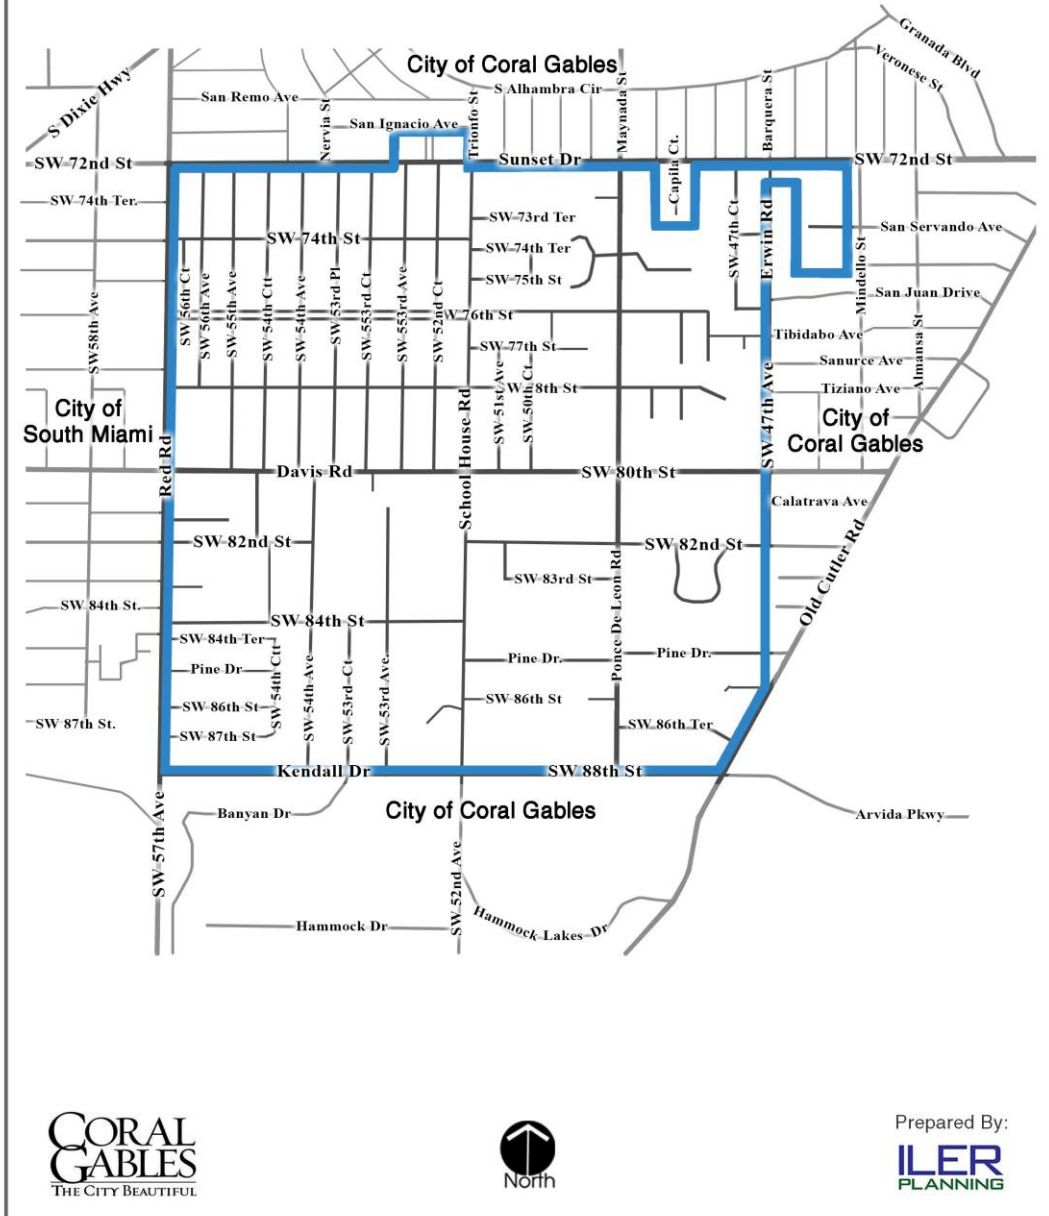 Granada Blvd
Veronese St
City of Coral Gables
S Dixie Hwy
S Alhambra Cir
San Remo Ave
Nervia St
San Ignacio Ave
Trionfo St
Maynada St
Barquera St
Capila Ct.
SW 72nd St
Sunset Dr
SW 72nd St
SW 74th Ter.
SW 73rd Ter
SW 47th Ct
Erwin Rd
San Servando Ave
Mindello St
SW 74th St
SW 74th Ter
SW 75th St
San Juan Drive
SW58th Ave
SW 56th Ct
SW 56th Ave
SW 55th Ave
SW 54th Ctt
SW 54th Ave
SW 53rd Pl
SW 553rd Ct
SW 553rd Ave
SW 52nd Ct
W 76th St
Tibidabo Ave
Almansa St
SW 77th St
Sanurce Ave
SW 51st Ave
SW 50th Ct
W 8th St
Tiziano Ave
City of
South Miami
City of
Coral Gables
SW 47th Ave
School House Rd
Red Rd
Davis Rd
SW 80th St
Calatrava Ave
SW 82nd St
SW 82nd St
Old Cutler Rd
SW 83rd St
Ponce De Leon Rd
SW 84th St.
SW 84th St
SW 84th Ter
Pine Dr
Pine Dr.
Pine Dr.
SW 54th Ctt
SW 54th Ave
SW 53rd Ct
SW 53rd Ave.
SW 86th St
SW 86th St
SW 87th St.
SW 87th St
SW 86th Ter
Kendall Dr
SW 88th St
City of Coral Gables
Banyan Dr
Arvida Pkwy
SW 57th Ave
SW 52nd Ave
Hammock Dr
Hammock Lakes Dr
CORAL
GABLES
THE CITY BEAUTIFUL
North
Prepared By:
ILER
PLANNING